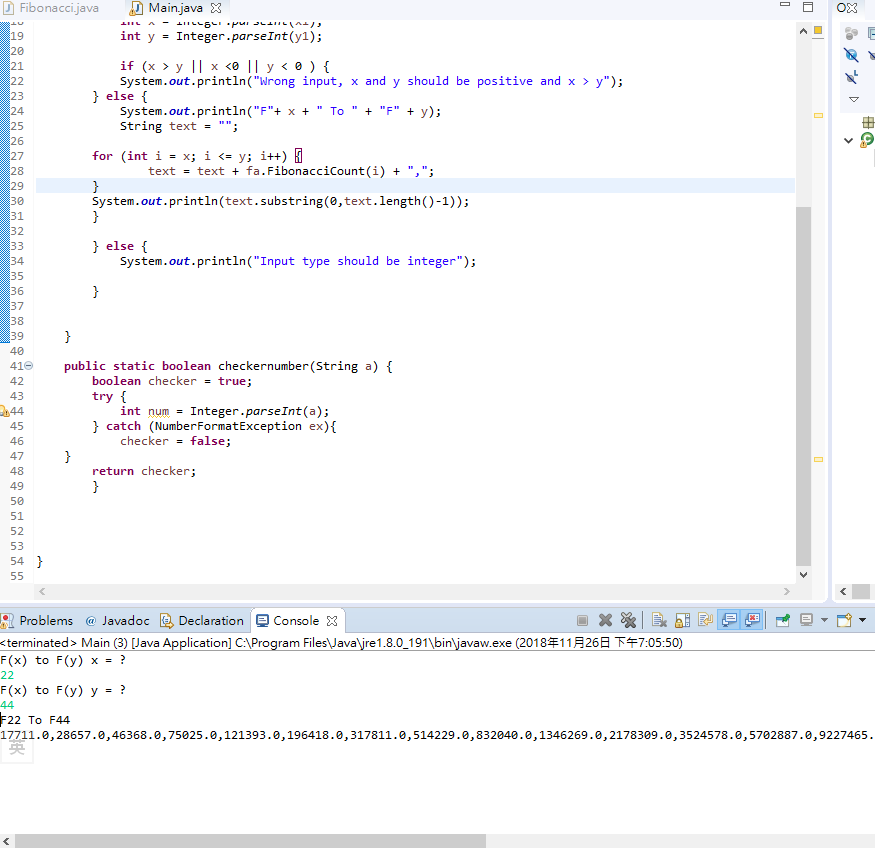 Fibonacci.java Main.java
18 int x = Integer.parseInt(x1);
19 int y = Integer.parseInt(y1);
20
21 if (x > y || x <0 || y < 0 ) {
22 System.out.println("Wrong input, x and y should be positive and x > y");
23 } else {
24 System.out.println("F"+ x + " To " + "F" + y);
25 String text = "";
26
27 for (int i = x; i <= y; i++) {
28 text = text + fa.FibonacciCount(i) + ",";
29 }
30 System.out.println(text.substring(0,text.length()-1));
31 }
32
33 } else {
34 System.out.println("Input type should be integer");
35
36 }
37
38
39 }
40
41 public static boolean checkernumber(String a) {
42 boolean checker = true;
43 try {
44 int num = Integer.parseInt(a);
45 } catch (NumberFormatException ex){
46 checker = false;
47 }
48 return checker;
49 }
50
51
52
53
54 }
55
Problems @ Javadoc Declaration Console
<terminated> Main (3) [Java Application] C:\Program Files\Java\jre1.8.0_191\bin\javaw.exe (2018年11月26日 下午7:05:50)
F(x) to F(y) x = ?
22
F(x) to F(y) y = ?
44
F22 To F44
17711.0,28657.0,46368.0,75025.0,121393.0,196418.0,317811.0,514229.0,832040.0,1346269.0,2178309.0,3524578.0,5702887.0,9227465.
英